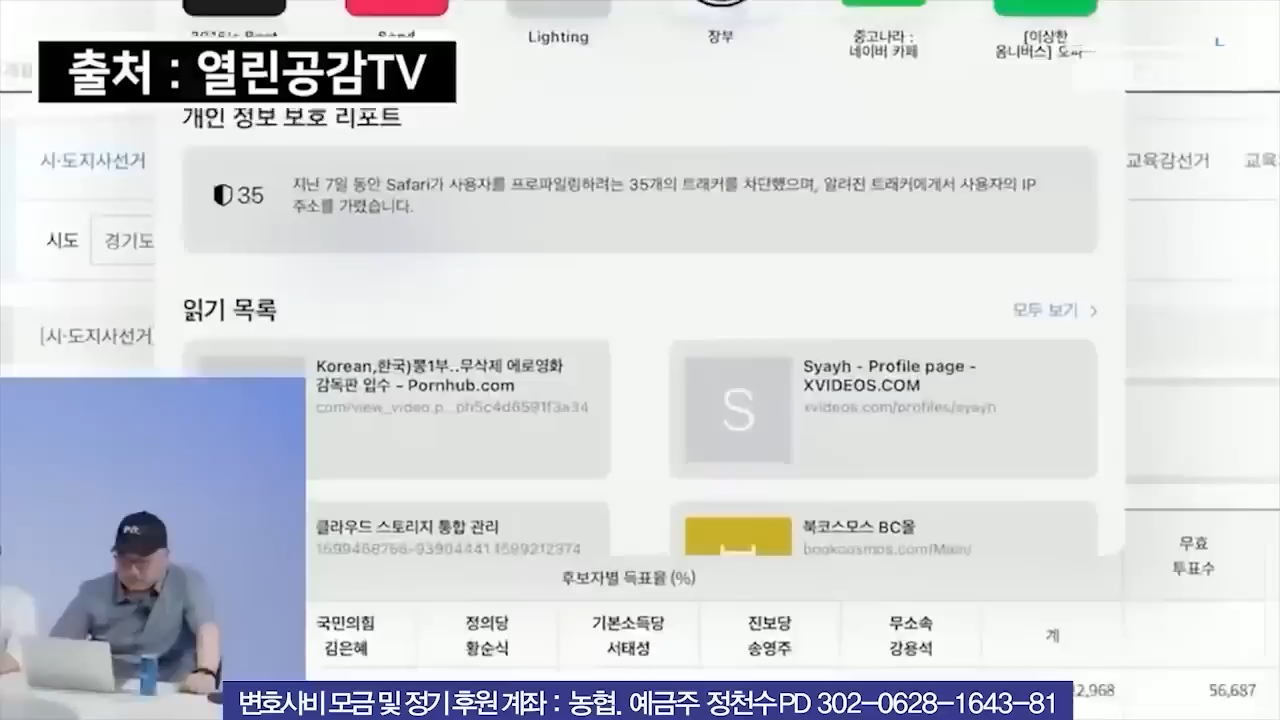 Lighting
장부
중고나라 :
네이버 카페
[이상한
옴니버스]
출처 : 열린공감TV
개인 정보 보호 리포트
시·도지사선거
교육감선거
35
지난 7일 동안 Safari가 사용자를 프로파일링하려는 35개의 트래커를 차단했으며, 알려진 트래커에게서 사용자의 IP
주소를 가렸습니다.
시도
경기도
읽기 목록
모두 보기 >
[시·도지사선거]
Korean,한국)뽕1부..무삭제 에로영화
감독판 입수 - Pornhub.com
com/view_video.p... ph5c4d6591f3a34
S
Syayh - Profile page -
XVIDEOS.COM
xvideos.com/profiles/syayh
클라우드 스토리지 통합 관리
북코스모스 BC몰
bookcosmos.com/Main/
후보자별 득표율 (%)
무효
투표수
국민의힘
김은혜
정의당
황순식
기본소득당
서태성
진보당
송영주
무소속
강용석
계
56,687
변호사비 모금 및 정기 후원 계좌 : 농협. 예금주 정천수PD 302-0628-1643-81